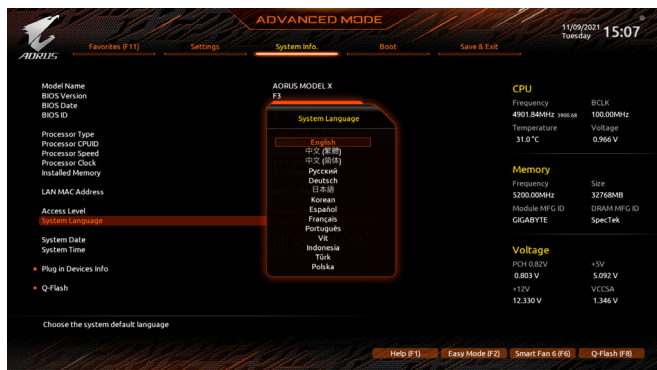 ADVANCED MODE
11/09/2021 Tuesday 15:07
AORUS
Favorites (F11) Settings System Info. Boot Save & Exit
Model Name AORUS MODEL X
BIOS Version F3
BIOS Date
BIOS ID
Processor Type
Processor CPUID
Processor Speed
Processor Clock
Installed Memory
LAN MAC Address
Access Level
System Language
System Date
System Time
Plug in Devices Info
Q-Flash
System Language
English
中文 (繁體)
中文 (简体)
Русский
Deutsch
日本語
Korean
Español
Français
Português
Vit
Indonesia
Türk
Polska
CPU
Frequency BCLK
4901.84MHz 3900.68 100.00MHz
Temperature Voltage
31.0 °C 0.966 V
Memory
Frequency Size
5200.00MHz 32768MB
Module MFG ID DRAM MFG ID
GIGABYTE SpecTek
Voltage
PCH 0.82V +5V
0.803 V 5.092 V
+12V VCCSA
12.330 V 1.346 V
Choose the system default language
Help (F1) Easy Mode (F2) Smart Fan 6 (F6) Q-Flash (F8)